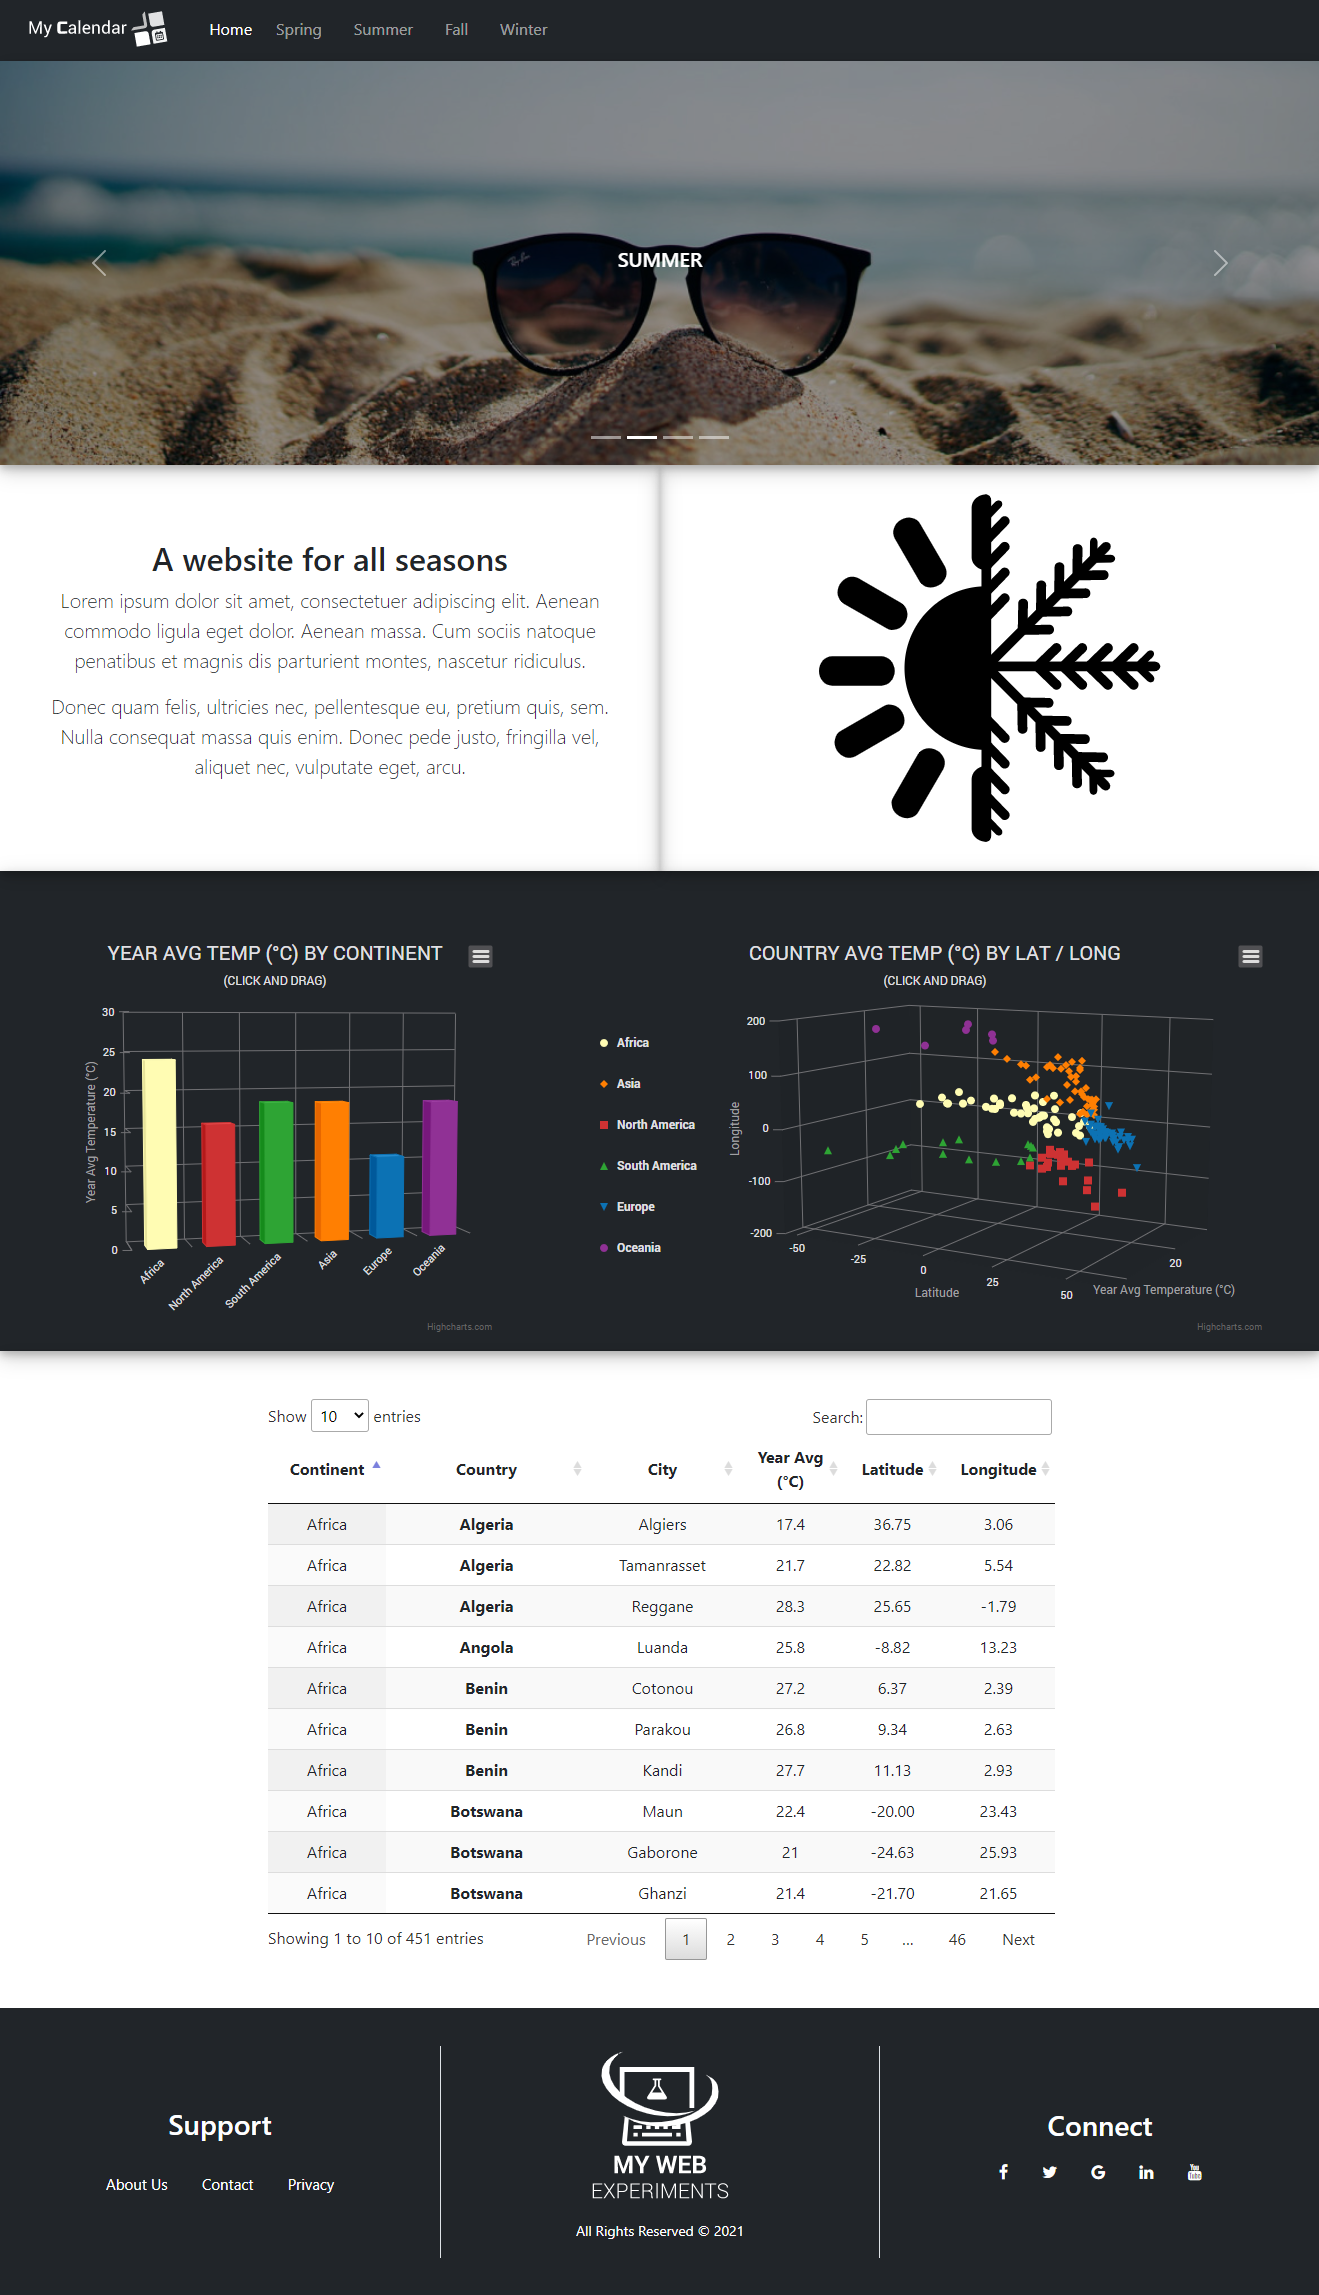 My Calendar
Home Spring Summer Fall Winter
Ray-Ban
SUMMER
A website for all seasons
Lorem ipsum dolor sit amet, consectetuer adipiscing elit. Aenean
commodo ligula eget dolor. Aenean massa. Cum sociis natoque
penatibus et magnis dis parturient montes, nascetur ridiculus.
Donec quam felis, ultricies nec, pellentesque eu, pretium quis, sem.
Nulla consequat massa quis enim. Donec pede justo, fringilla vel,
aliquet nec, vulputate eget, arcu.
YEAR AVG TEMP (°C) BY CONTINENT
(CLICK AND DRAG)
Year Avg Temperature (°C)
30
25
20
15
10
5
0
Africa
North America
South America
Asia
Europe
Oceania
Highcharts.com
COUNTRY AVG TEMP (°C) BY LAT / LONG
(CLICK AND DRAG)
Africa
Asia
North America
South America
Europe
Oceania
Longitude
200
100
0
-100
-200
-50
-25
0
25
50
Latitude
20
Year Avg Temperature (°C)
Highcharts.com
Show 10 entries
Search:
Continent Country City Year Avg (°C) Latitude Longitude
Africa Algeria Algiers 17.4 36.75 3.06
Africa Algeria Tamanrasset 21.7 22.82 5.54
Africa Algeria Reggane 28.3 25.65 -1.79
Africa Angola Luanda 25.8 -8.82 13.23
Africa Benin Cotonou 27.2 6.37 2.39
Africa Benin Parakou 26.8 9.34 2.63
Africa Benin Kandi 27.7 11.13 2.93
Africa Botswana Maun 22.4 -20.00 23.43
Africa Botswana Gaborone 21 -24.63 25.93
Africa Botswana Ghanzi 21.4 -21.70 21.65
Showing 1 to 10 of 451 entries
Previous 1 2 3 4 5 ... 46 Next
Support
About Us Contact Privacy
MY WEB
EXPERIMENTS
All Rights Reserved © 2021
Connect
You
Tube